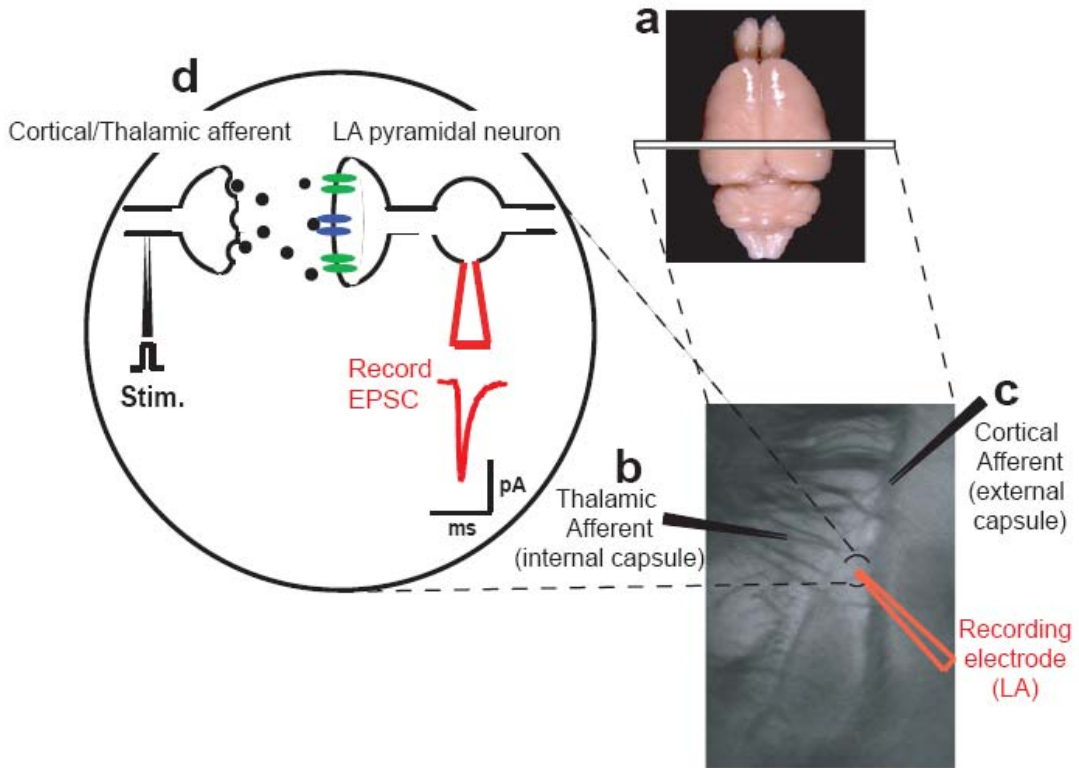 a
d
Cortical/Thalamic afferent
LA pyramidal neuron
Stim.
Record
EPSC
pA
ms
b
Thalamic
Afferent
(internal capsule)
c
Cortical
Afferent
(external
capsule)
Recording
electrode
(LA)